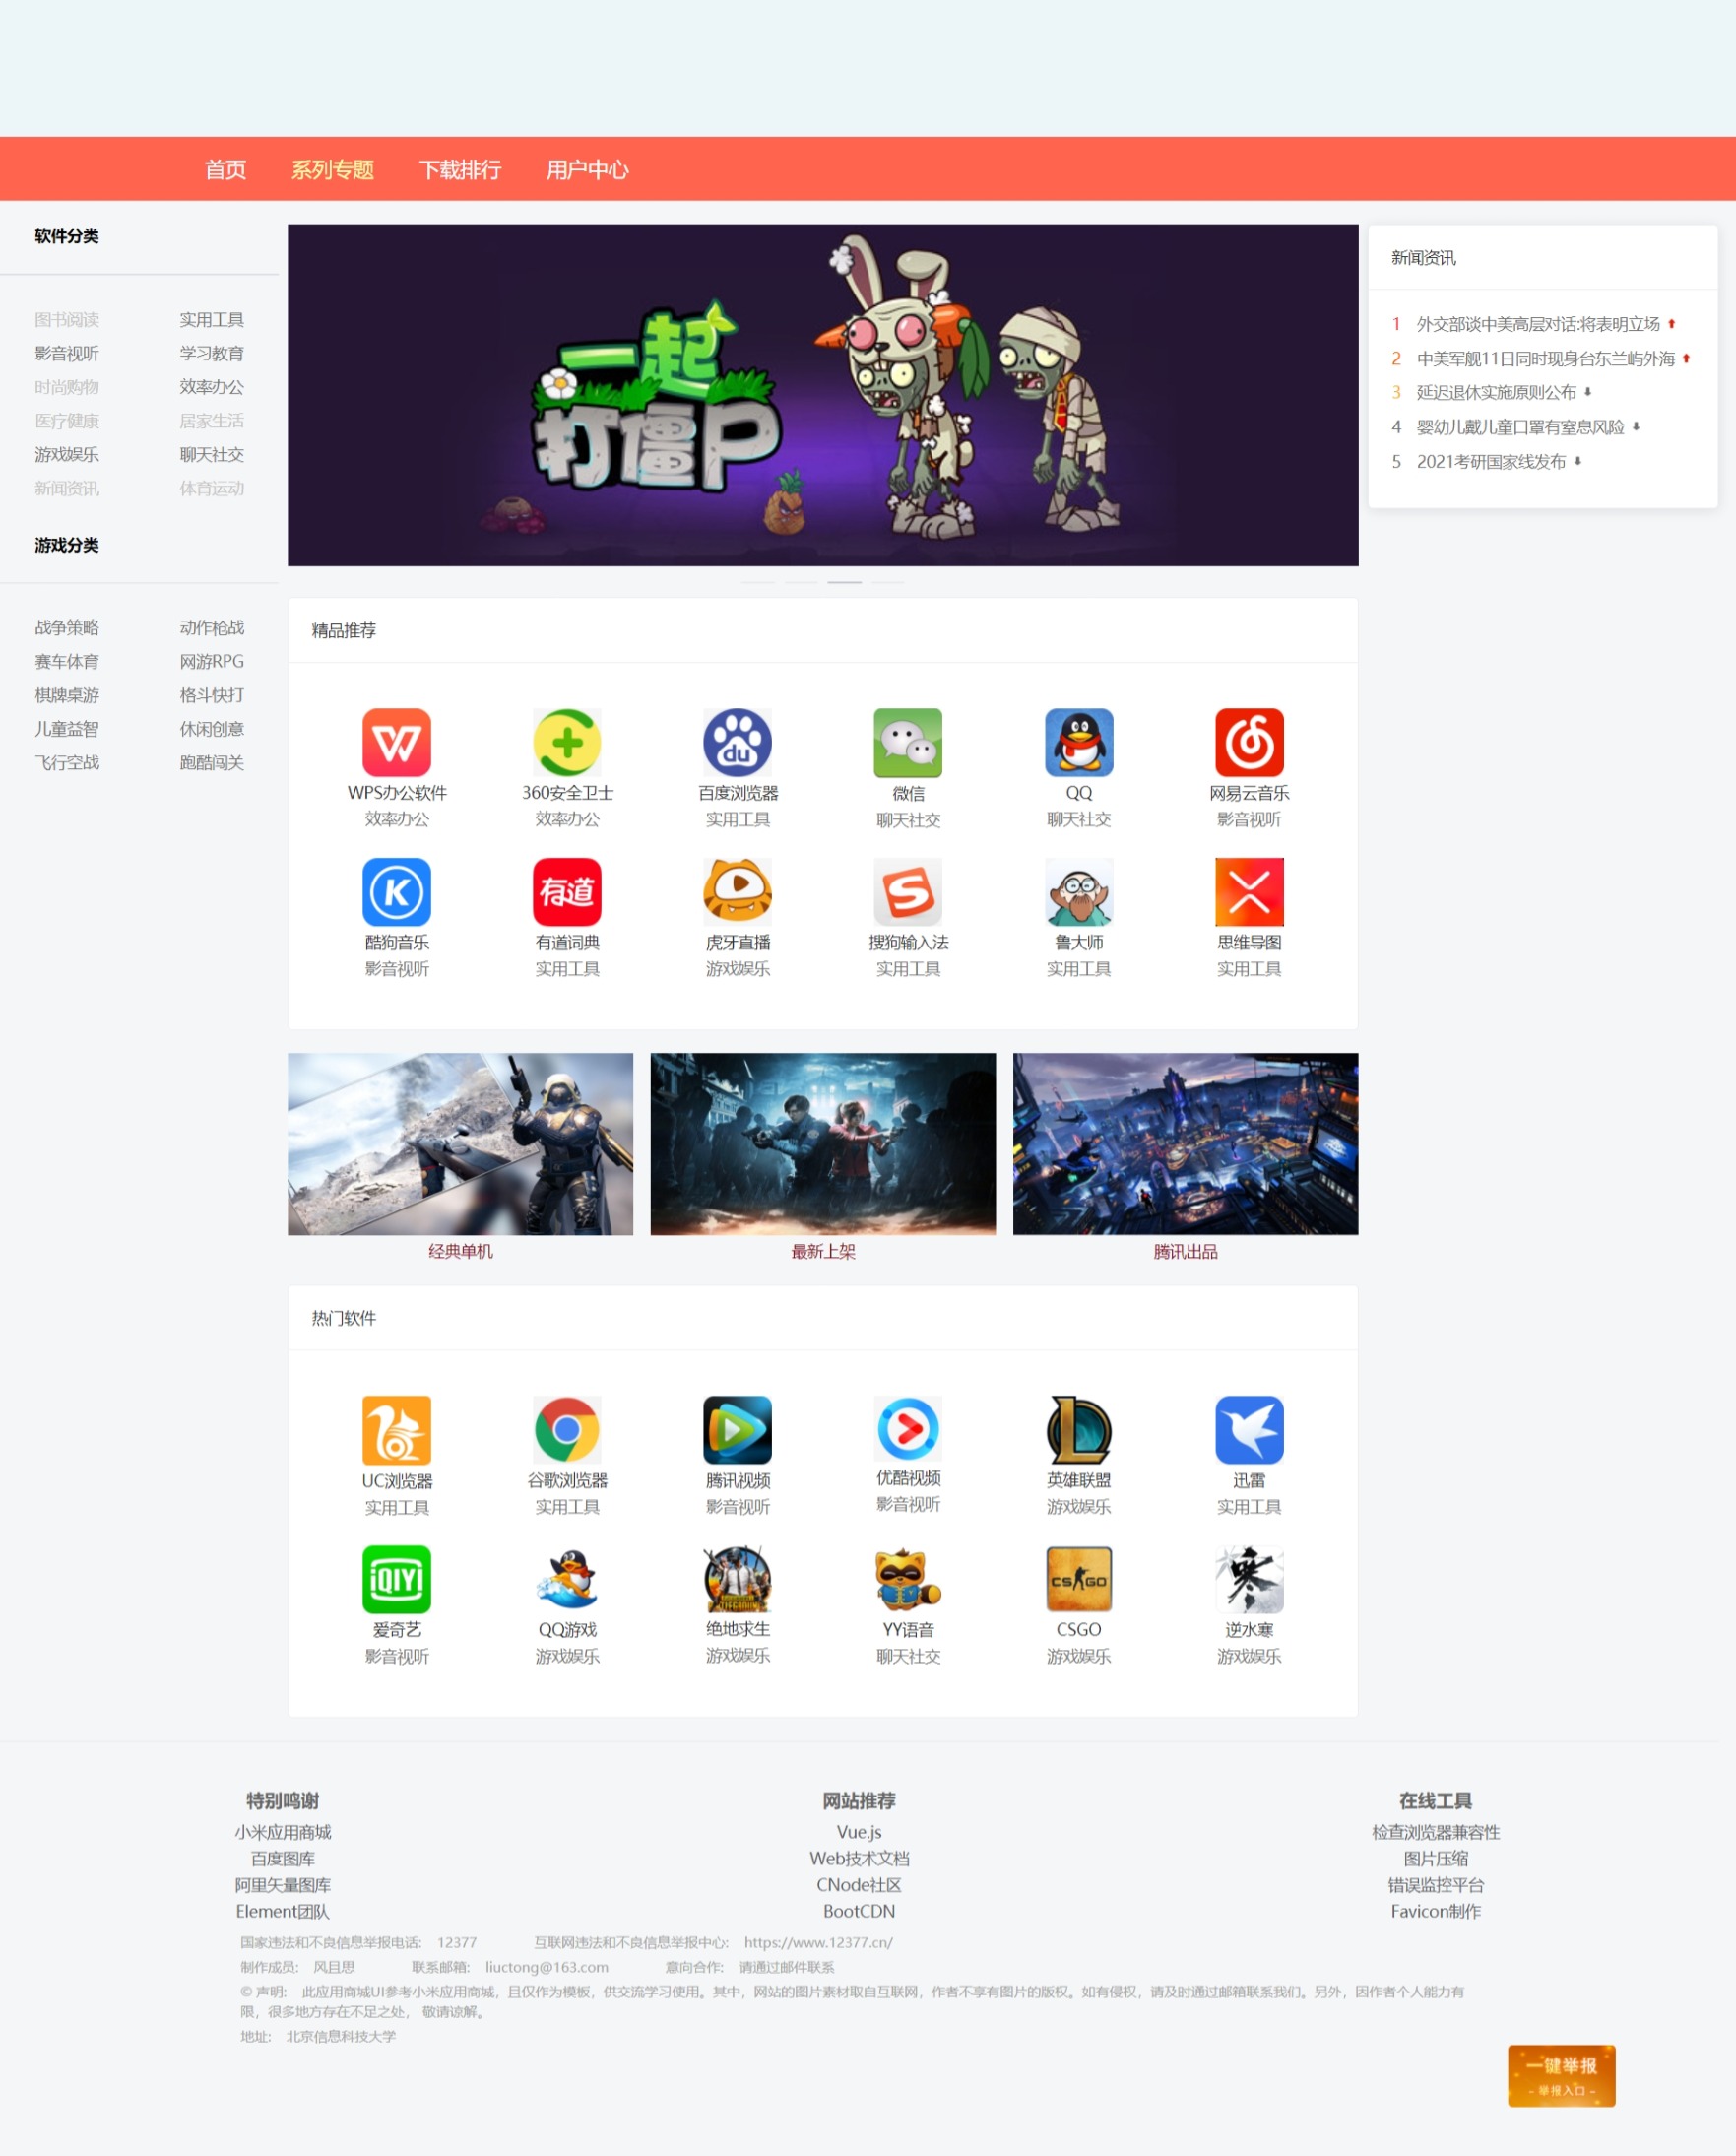 首页 系列专题 下载排行 用户中心
软件分类
图书阅读 实用工具
影音视听 学习教育
时尚购物 效率办公
医疗健康 居家生活
游戏娱乐 聊天社交
新闻资讯 体育运动
游戏分类
战争策略 动作枪战
赛车体育 网游RPG
棋牌桌游 格斗快打
儿童益智 休闲创意
飞行空战 跑酷闯关
一起
打僵尸
新闻资讯
1 外交部谈中美高层对话:将表明立场
2 中美军舰11日同时现身台东兰屿外海
3 延迟退休实施原则公布
4 婴幼儿戴儿童口罩有窒息风险
5 2021考研国家线发布
精品推荐
du
WPS办公软件 360安全卫士 百度浏览器 微信 QQ 网易云音乐
效率办公 效率办公 实用工具 聊天社交 聊天社交 影音视听
K 有道 S
酷狗音乐 有道词典 虎牙直播 搜狗输入法 鲁大师 思维导图
影音视听 实用工具 游戏娱乐 实用工具 实用工具 实用工具
经典单机 最新上架 腾讯出品
热门软件
UC浏览器 谷歌浏览器 腾讯视频 优酷视频 英雄联盟 迅雷
实用工具 实用工具 影音视听 影音视听 游戏娱乐 实用工具
iQIYI CS GO 寒
爱奇艺 QQ游戏 绝地求生 YY语音 CSGO 逆水寒
影音视听 游戏娱乐 游戏娱乐 聊天社交 游戏娱乐 游戏娱乐
特别鸣谢 网站推荐 在线工具
小米应用商城 Vue.js 检查浏览器兼容性
百度图库 Web技术文档 图片压缩
阿里矢量图库 CNode社区 错误监控平台
Element团队 BootCDN Favicon制作
国家违法和不良信息举报电话: 12377 互联网违法和不良信息举报中心: https://www.12377.cn/
制作成员: 风目思 联系邮箱: liuctong@163.com 意向合作: 请通过邮件联系
© 声明: 此应用商城UI参考小米应用商城，且仅作为模板，供交流学习使用。其中，网站的图片素材取自互联网，作者不享有图片的版权。如有侵权，请及时通过邮箱联系我们。另外，因作者个人能力有
限，很多地方存在不足之处， 敬请谅解。
地址: 北京信息科技大学
一键举报
- 举报入口 -